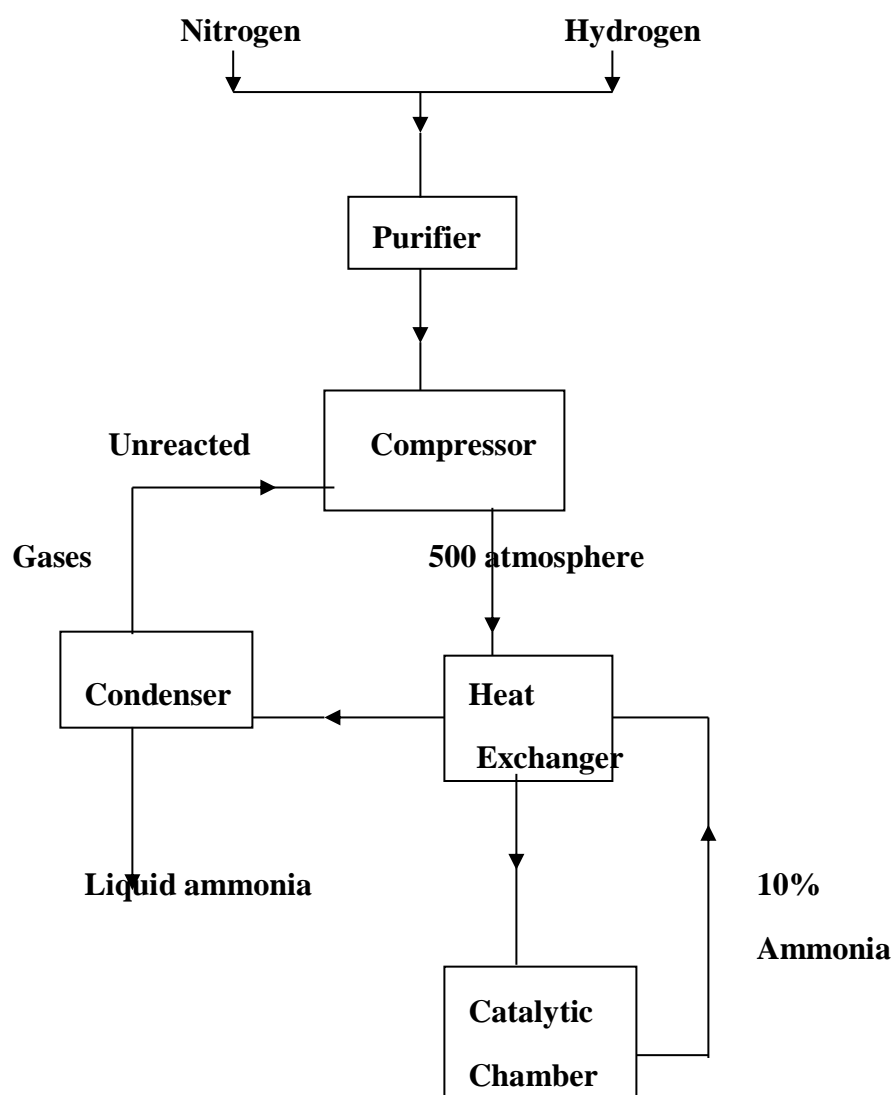 Nitrogen Hydrogen
Purifier
Unreacted Compressor
Gases 500 atmosphere
Condenser Heat
Exchanger
Liquid ammonia 10%
Ammonia
Catalytic
Chamber